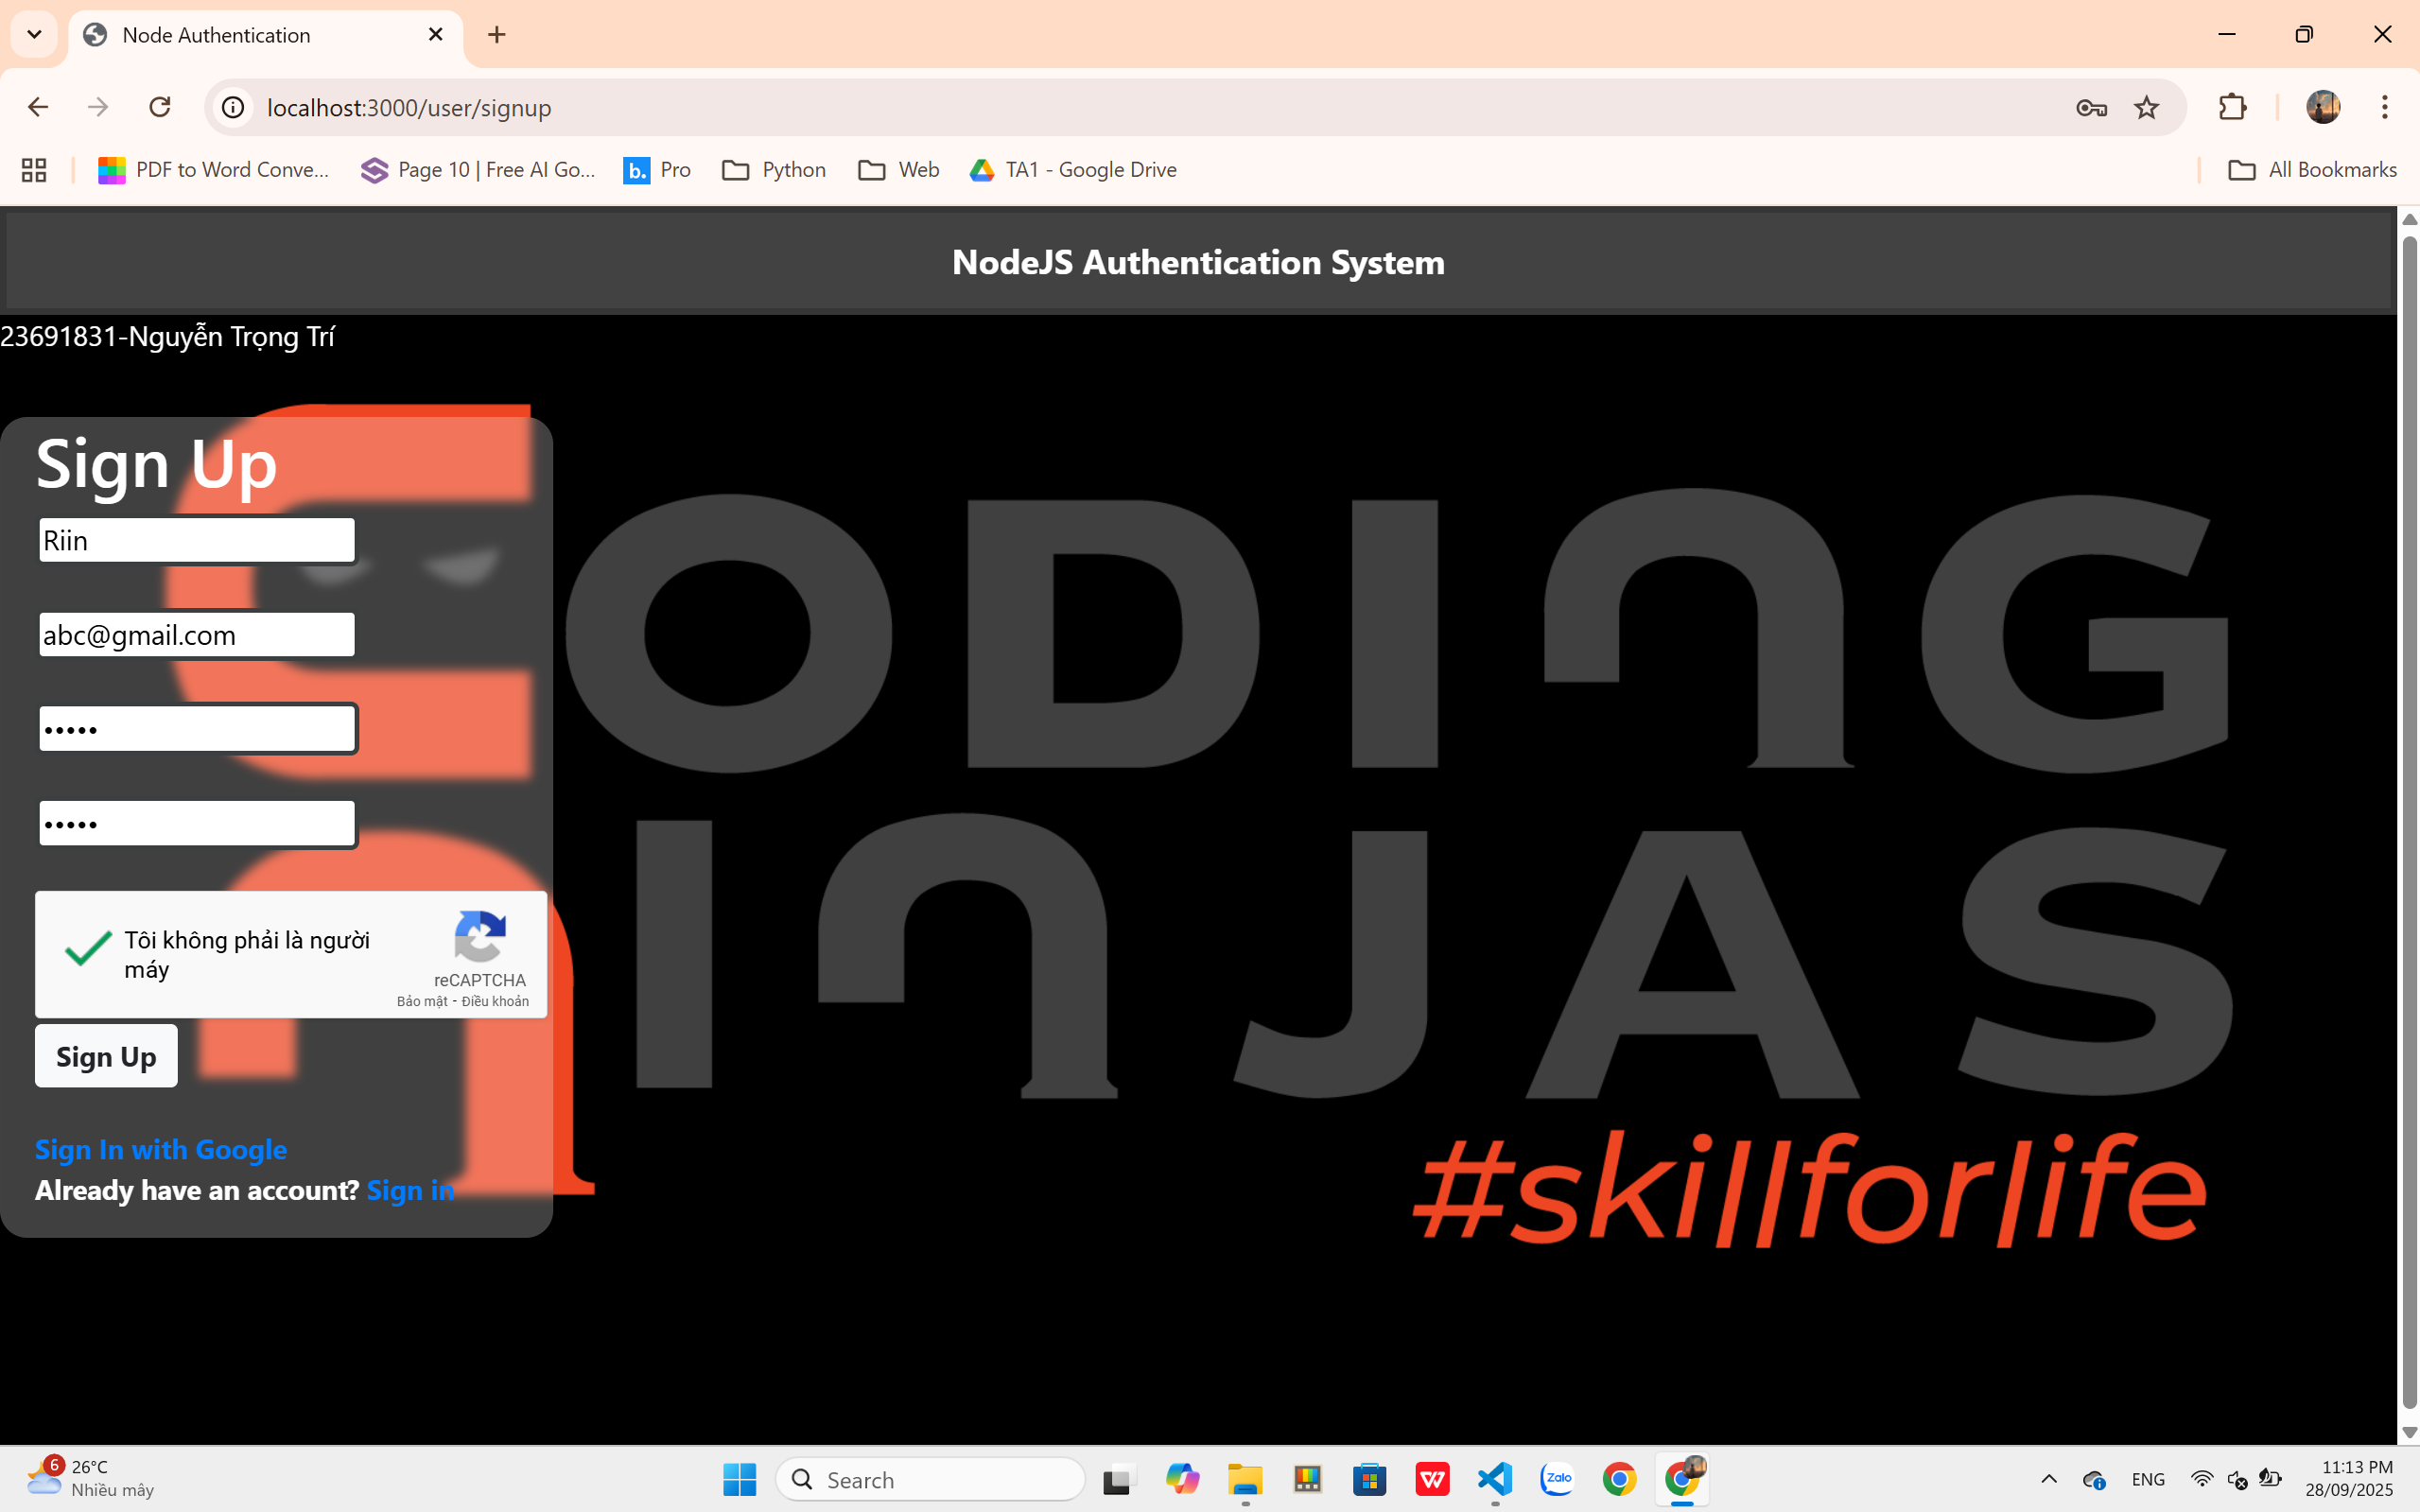 Node Authentication
localhost:3000/user/signup
PDF to Word Conve... Page 10 | Free AI Go... b. Pro Python Web TA1 - Google Drive All Bookmarks
NodeJS Authentication System
23691831-Nguyễn Trọng Trí
Sign Up
Riin
abc@gmail.com
•••••
•••••
Tôi không phải là người
máy
reCAPTCHA
Bảo mật - Điều khoản
Sign Up
Sign In with Google
Already have an account? Sign in
CODING
NINJAS
#skillforlife
6 26°C
Nhiều mây
Search
Zalo
ENG
11:13 PM
28/09/2025